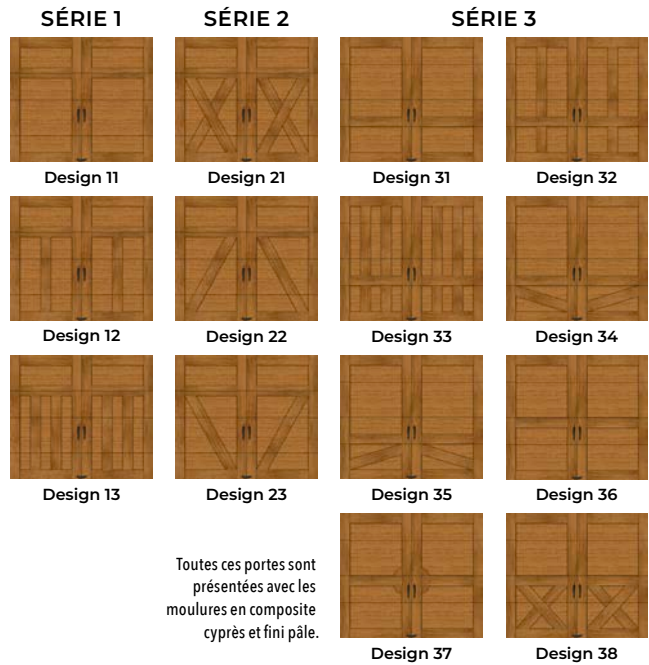 SÉRIE 1
SÉRIE 2
SÉRIE 3
Design 11
Design 21
Design 31
Design 32
Design 12
Design 22
Design 33
Design 34
Design 13
Design 23
Design 35
Design 36
Toutes ces portes sont
présentées avec les
moulures en composite
cyprès et fini pâle.
Design 37
Design 38